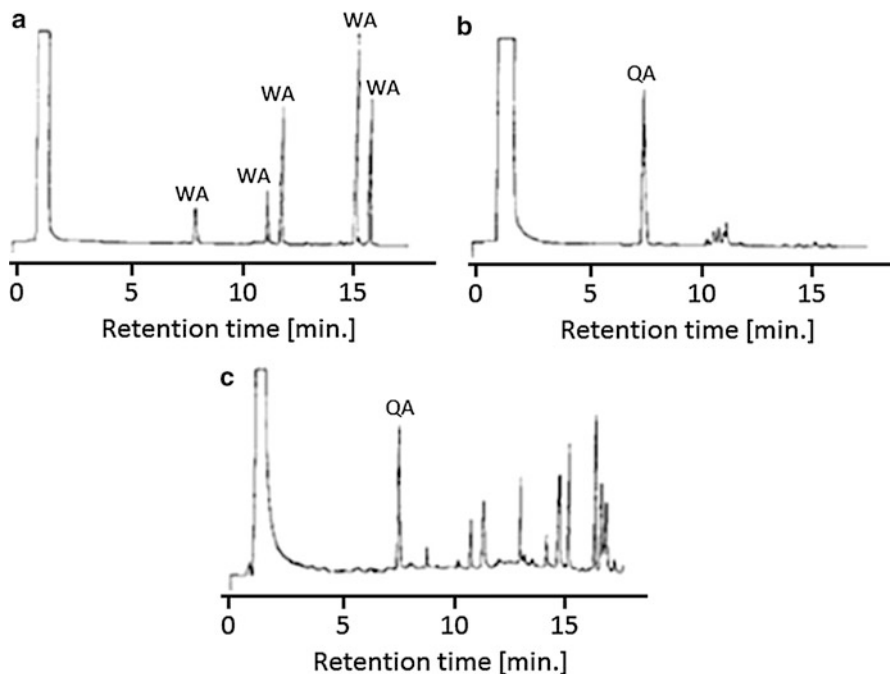 a
WA WA WA WA WA
0 5 10 15
Retention time [min.]
b
QA
0 5 10 15
Retention time [min.]
c
QA
0 5 10 15
Retention time [min.]